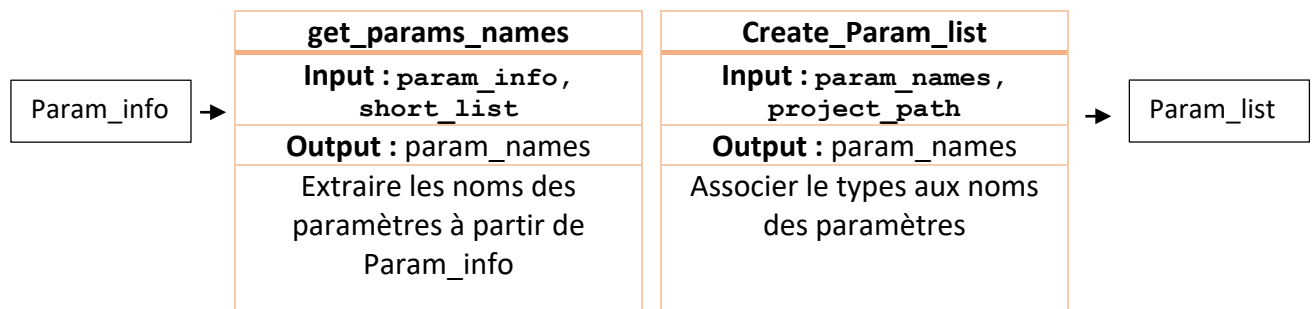 Param_info
get_params_names
Input : param_info,
short_list
Output : param_names
Extraire les noms des
paramètres à partir de
Param_info
Create_Param_list
Input : param_names,
project_path
Output : param_names
Associer le types aux noms
des paramètres
Param_list